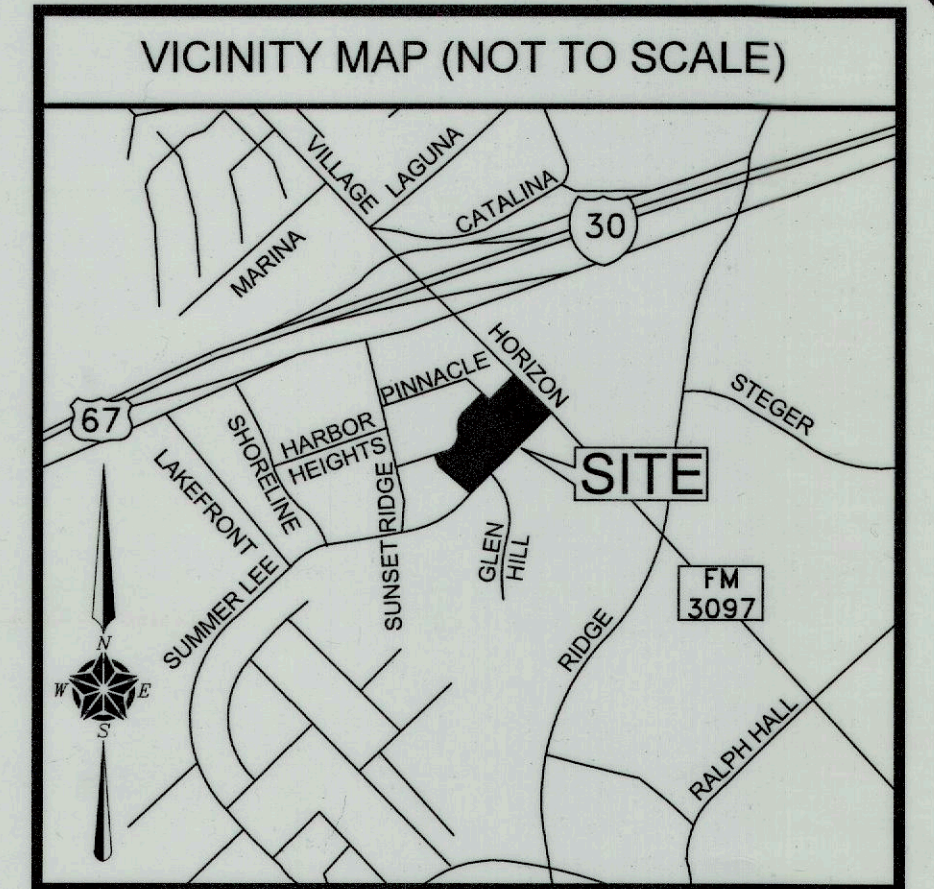 VICINITY MAP (NOT TO SCALE)
VILLAGE
LAGUNA
CATALINA
30
MARINA
HORIZON
PINNACLE
STEGER
67
HARBOR
HEIGHTS
SHORELINE
LAKEFRONT
SITE
SUNSET RIDGE
GLEN
HILL
SUMMER LEE
FM
3097
RIDGE
N
W
E
S
RALPH HALL